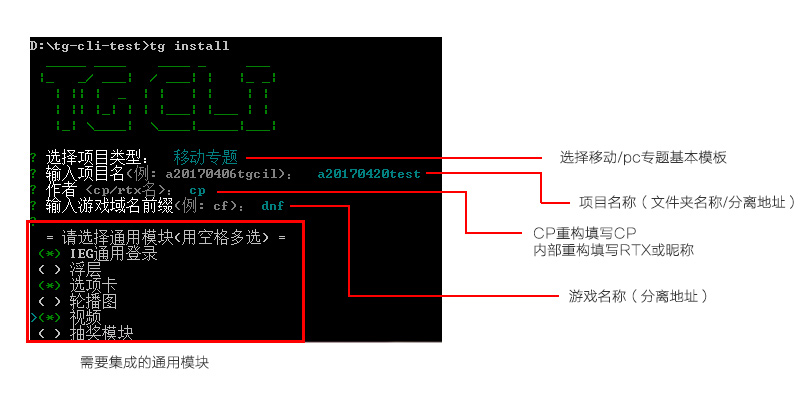 D:\tg-cli-test>tg install
TG CLI
? 选择项目类型： 移动专题
? 输入项目名(例：a20170406tgcil)： a20170420test
? 作者 <cp/rtx名>： cp
? 输入游戏域名前缀(例：cf)： dnf
?
= 请选择通用模块(用空格多选) =
(*) IEG通用登录
( ) 浮层
(*) 选项卡
( ) 轮播图
>(*) 视频
( ) 抽奖模块
选择移动/pc专题基本模板
项目名称（文件夹名称/分离地址）
CP重构填写CP
内部重构填写RTX或昵称
游戏名称（分离地址）
需要集成的通用模块